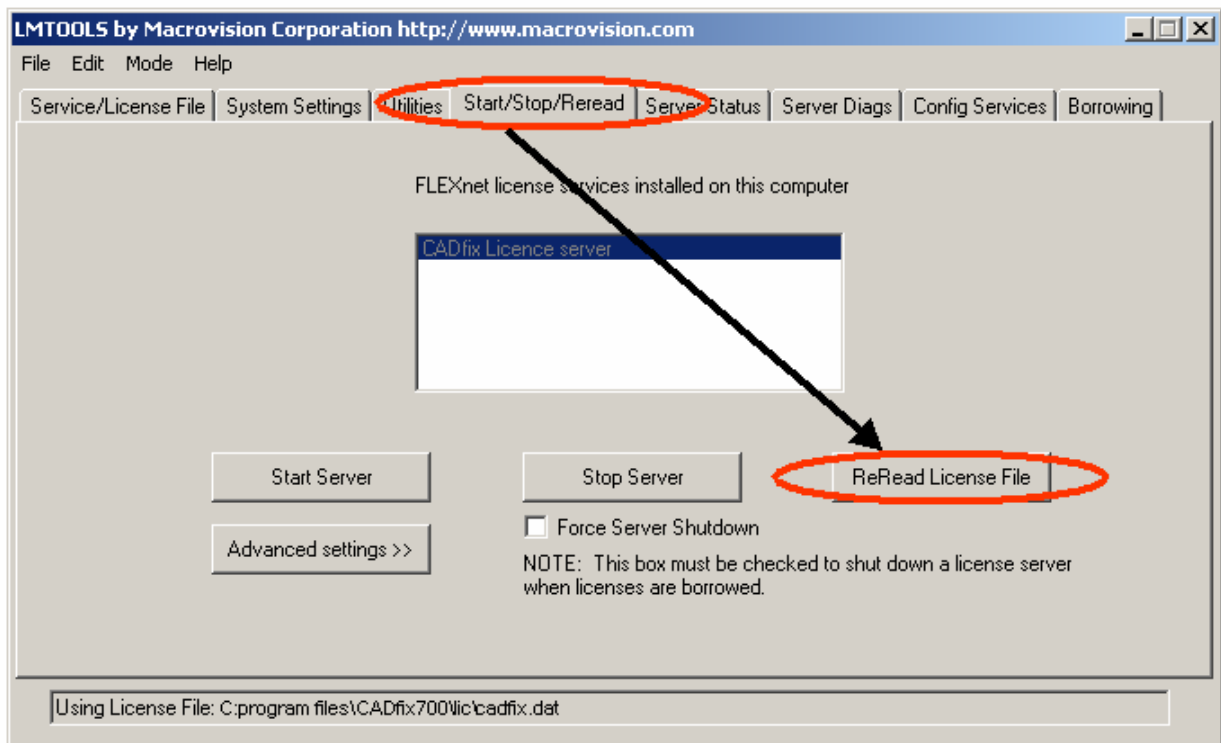 LMTOOLS by Macrovision Corporation http://www.macrovision.com
File Edit Mode Help
Service/License File System Settings Utilities Start/Stop/Reread Server Status Server Diags Config Services Borrowing
FLEXnet license services installed on this computer
CADfix Licence server
Start Server Stop Server ReRead License File
Force Server Shutdown
Advanced settings >>
NOTE: This box must be checked to shut down a license server
when licenses are borrowed.
Using License File: C:program files\CADfix700\lic\cadfix.dat